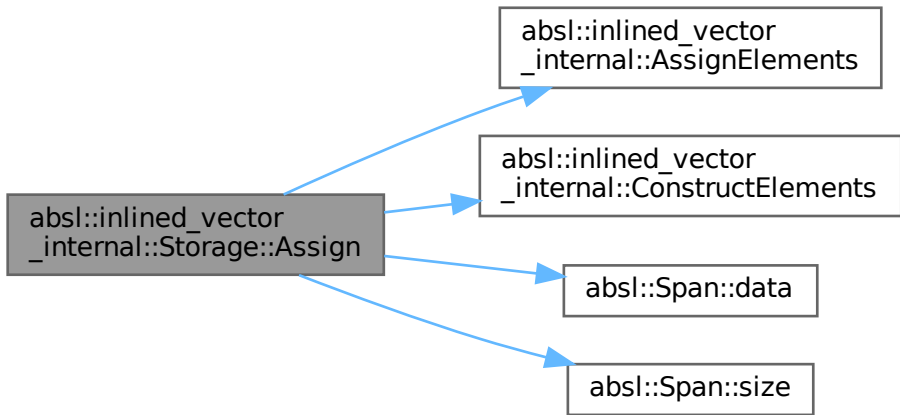 absl::inlined_vector
_internal::AssignElements
absl::inlined_vector
_internal::ConstructElements
absl::inlined_vector
_internal::Storage::Assign
absl::Span::data
absl::Span::size